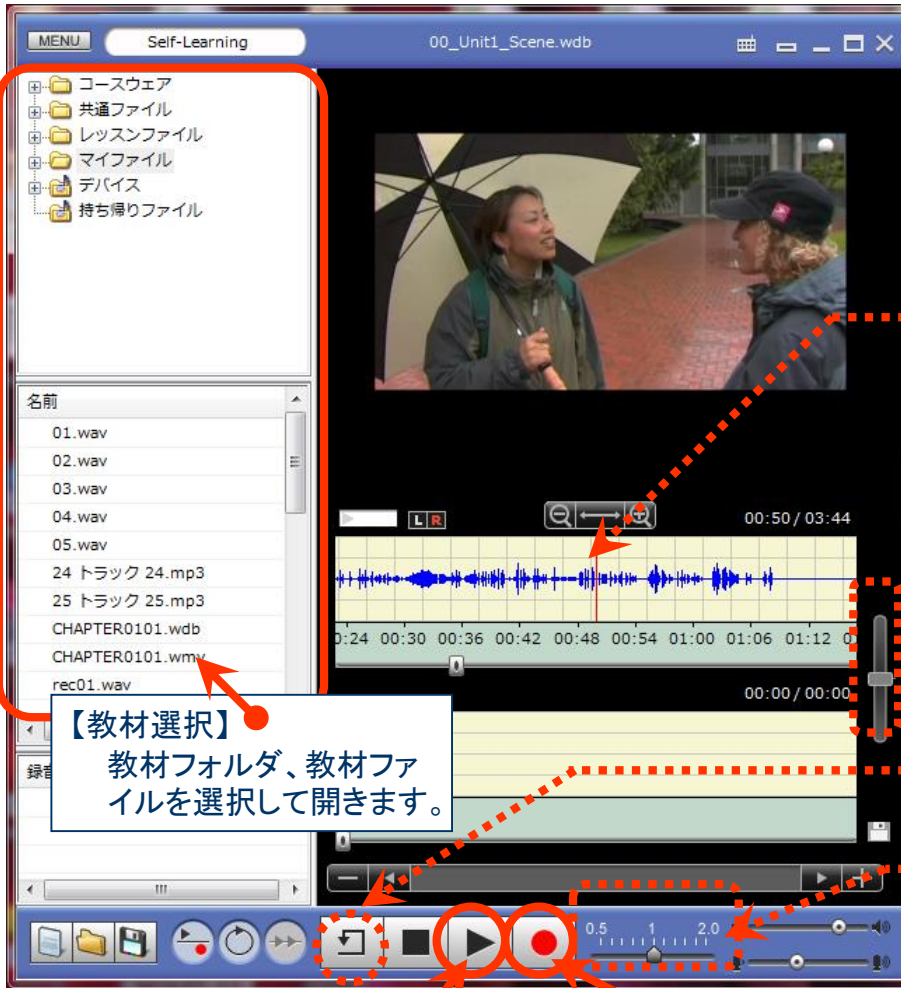 MENU
Self-Learning
00_Unit1_Scene.wdb
コースウェア
共通ファイル
レッスンファイル
マイファイル
デバイス
持ち帰りファイル
名前
01.wav
02.wav
03.wav
04.wav
05.wav
24 トラック 24.mp3
25 トラック 25.mp3
CHAPTER0101.wdb
CHAPTER0101.wmv
rec01.wav
【教材選択】
教材フォルダ、教材ファ
イルを選択して開きます。
録音
L R
00:50 / 03:44
0:24 00:30 00:36 00:42 00:48 00:54 01:00 01:06 01:12 0
00:00 / 00:00
0.5 1 2.0